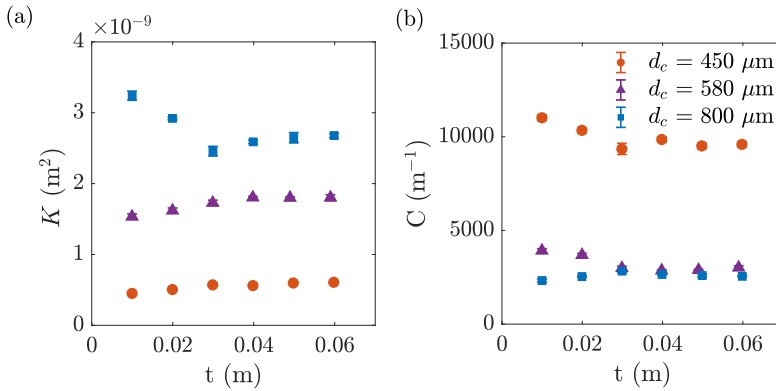 (a)
×10⁻⁹
4
3
2
1
0
K (m²)
0
0.02
0.04
0.06
t (m)
(b)
15000
10000
5000
0
C (m⁻¹)
0
0.02
0.04
0.06
t (m)
d_c = 450 μm
d_c = 580 μm
d_c = 800 μm